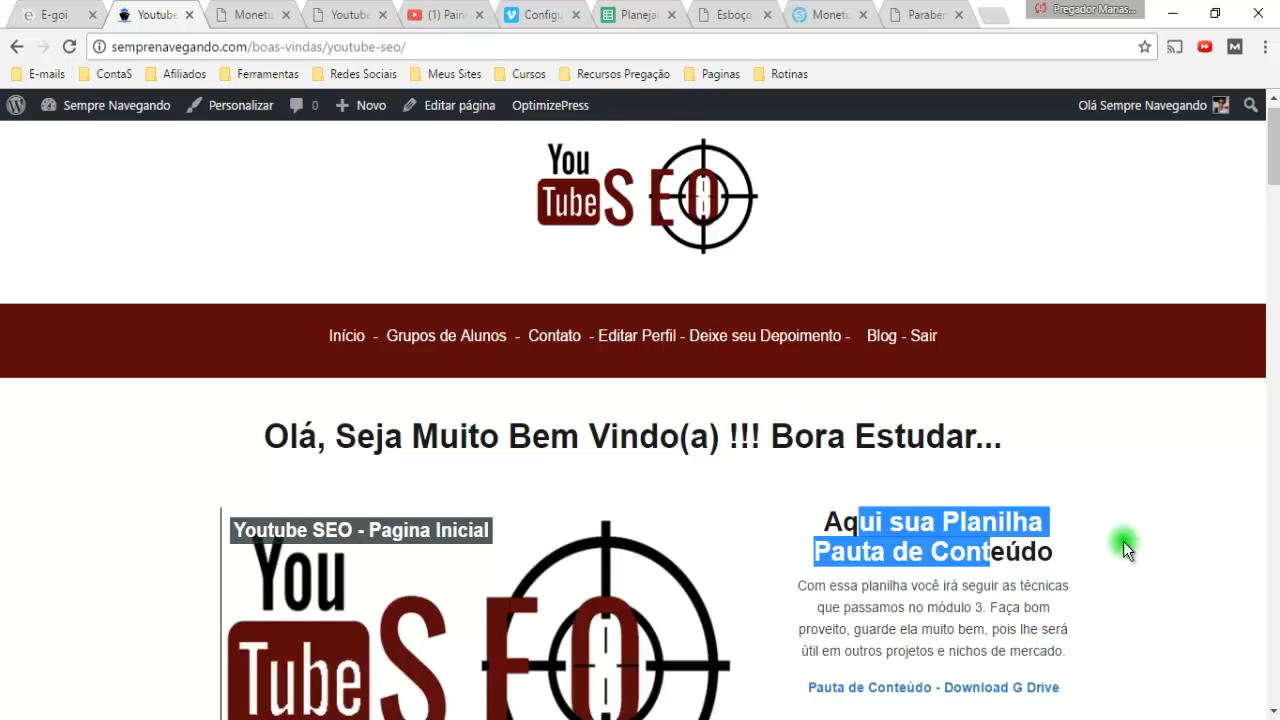 E-goi
Youtube
Moneti
Youtube
(1) Pain
Configu
Planeja
Esboço
Moneti
Parabén
Pregador Manas...
semprenavegando.com/boas-vindas/youtube-seo/
E-mails
ContaS
Afiliados
Ferramentas
Redes Sociais
Meus Sites
Cursos
Recursos Pregação
Paginas
Rotinas
Sempre Navegando
Personalizar
0
Novo
Editar página
OptimizePress
Olá Sempre Navegando
You
Tube SEO
Início - Grupos de Alunos - Contato - Editar Perfil - Deixe seu Depoimento - Blog - Sair
Olá, Seja Muito Bem Vindo(a) !!! Bora Estudar...
Youtube SEO - Pagina Inicial
You
Tube SEO
Aqui sua Planilha
Pauta de Conteúdo
Com essa planilha você irá seguir as técnicas
que passamos no módulo 3. Faça bom
proveito, guarde ela muito bem, pois lhe será
útil em outros projetos e nichos de mercado.
Pauta de Conteúdo - Download G Drive